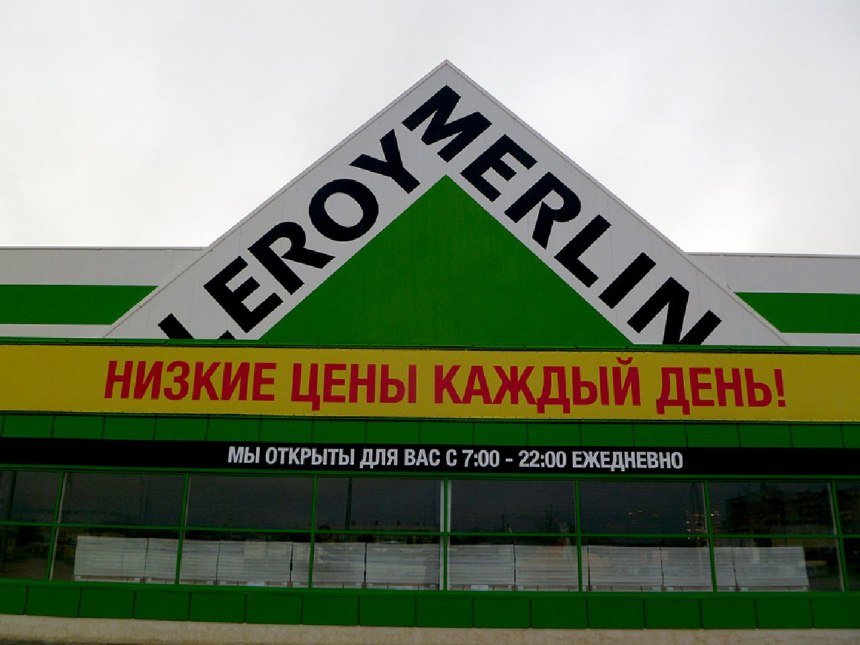 LEROY MERLIN
НИЗКИЕ ЦЕНЫ КАЖДЫЙ ДЕНЬ!
МЫ ОТКРЫТЫ ДЛЯ ВАС С 7:00 - 22:00 ЕЖЕДНЕВНО